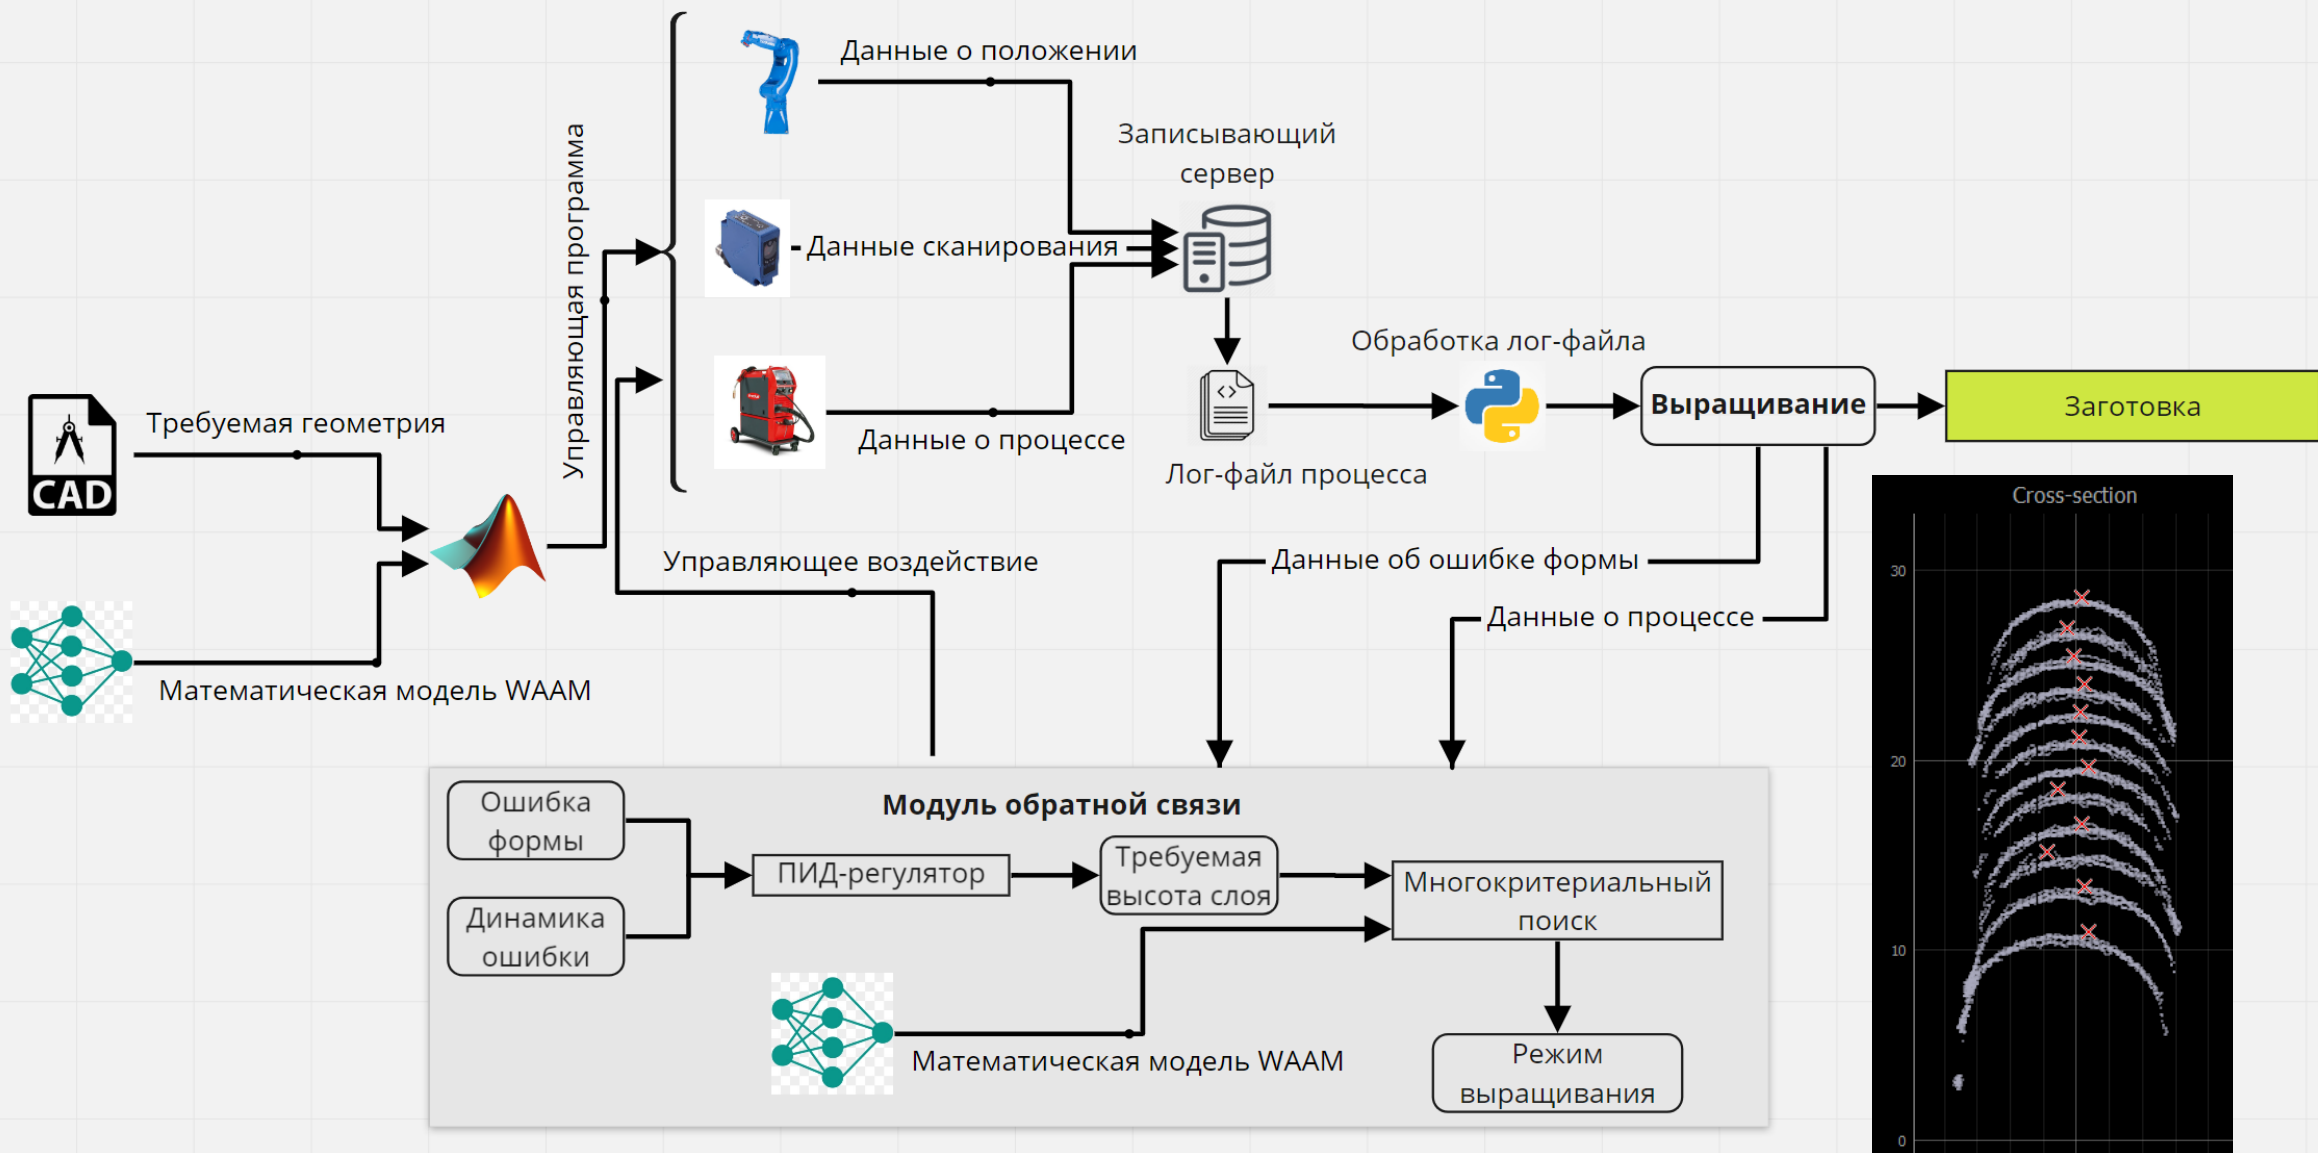 Данные о положении
Записывающий
сервер
Управляющая программа
Данные сканирования
Обработка лог-файла
Выращивание
Заготовка
Требуемая геометрия
Данные о процессе
CAD
Лог-файл процесса
Cross-section
Управляющее воздействие
Данные об ошибке формы
30
Данные о процессе
Математическая модель WAAM
20
Модуль обратной связи
Ошибка
формы
ПИД-регулятор
Требуемая
высота слоя
Многокритериальный
поиск
Динамика
ошибки
10
Математическая модель WAAM
Режим
выращивания
0